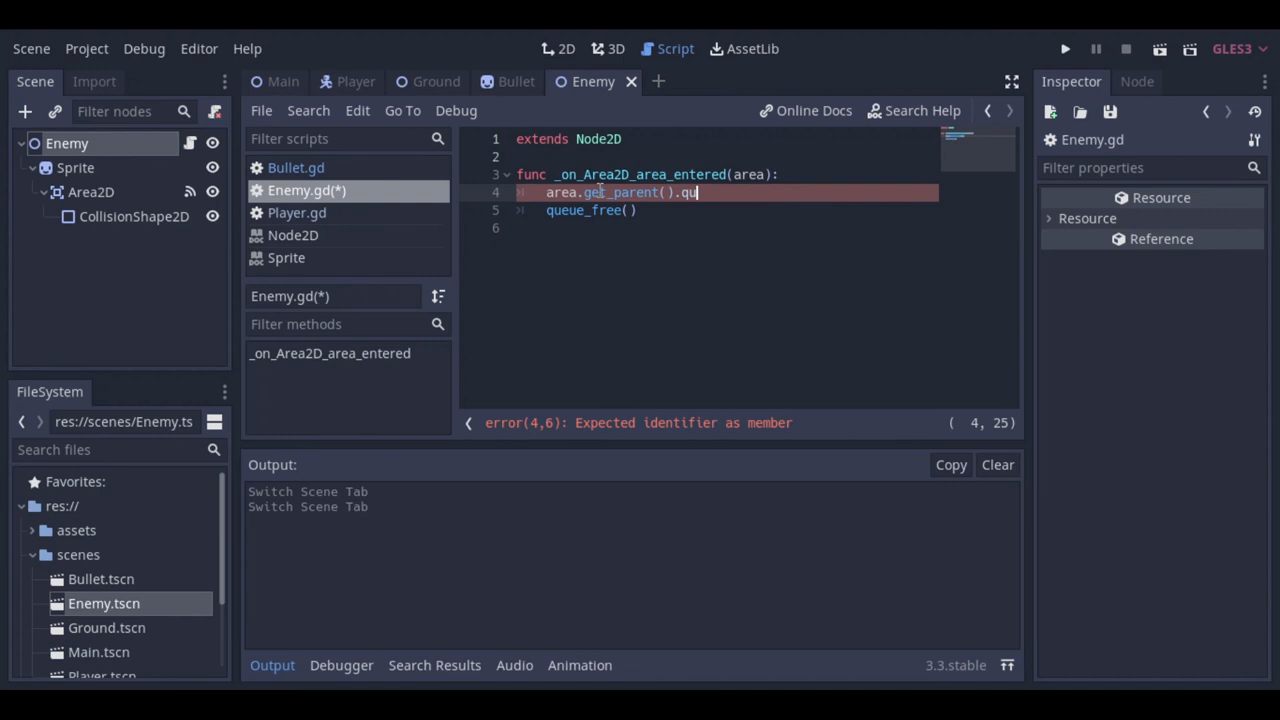 Scene Project Debug Editor Help 2D 3D Script AssetLib GLES3
Scene Import
Main Player Ground Bullet Enemy
Inspector Node
Filter nodes
File Search Edit Go To Debug Online Docs Search Help
Enemy
Sprite
Area2D
CollisionShape2D
Filter scripts
Bullet.gd
Enemy.gd(*)
Player.gd
Node2D
Sprite
Enemy.gd(*)
Filter methods
_on_Area2D_area_entered
1 extends Node2D
2
3 func _on_Area2D_area_entered(area):
4 area.get_parent().qu
5 queue_free()
6
error(4,6): Expected identifier as member ( 4, 25)
Enemy.gd
Filter properties
Resource
Resource
Reference
FileSystem
res://scenes/Enemy.ts
Search files
Favorites:
res://
assets
scenes
Bullet.tscn
Enemy.tscn
Ground.tscn
Main.tscn
Player.tscn
Output: Copy Clear
Switch Scene Tab
Switch Scene Tab
Output Debugger Search Results Audio Animation 3.3.stable